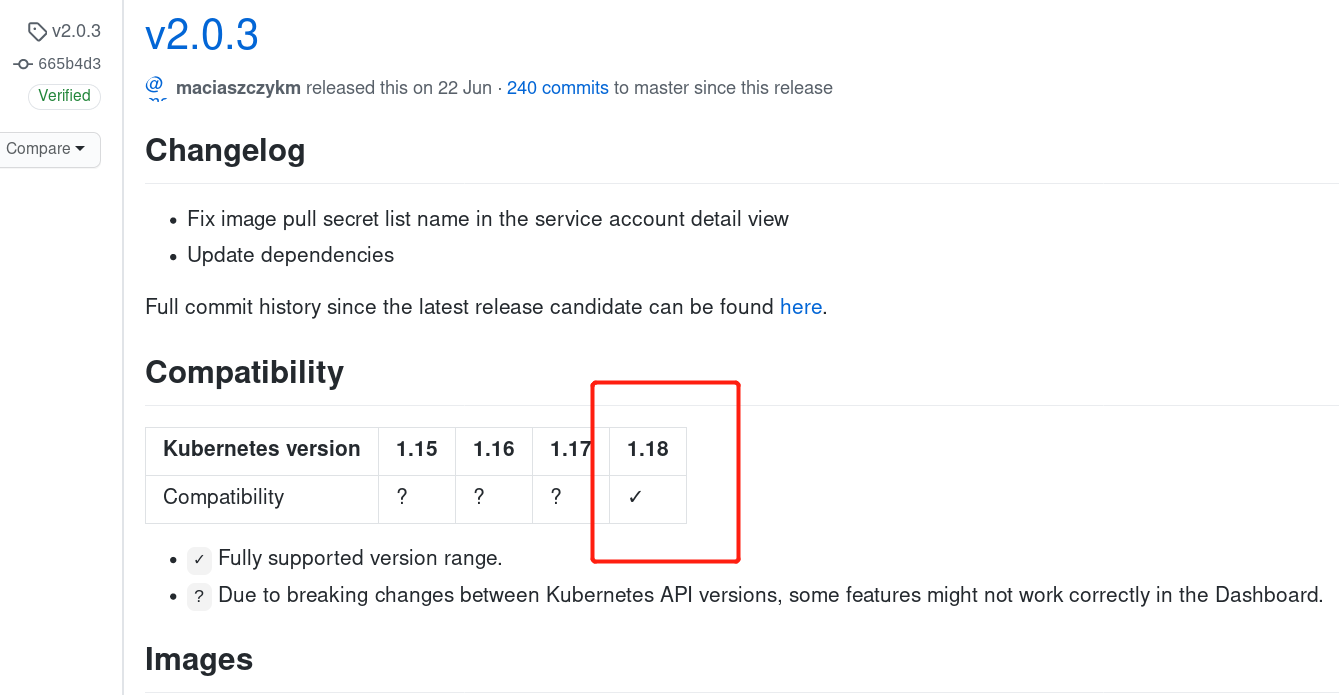 v2.0.3
665b4d3
Verified
Compare
v2.0.3
maciaszczykm released this on 22 Jun · 240 commits to master since this release
Changelog
• Fix image pull secret list name in the service account detail view
• Update dependencies
Full commit history since the latest release candidate can be found here.
Compatibility
Kubernetes version 1.15 1.16 1.17 1.18
Compatibility ? ? ? ✓
• ✓ Fully supported version range.
• ? Due to breaking changes between Kubernetes API versions, some features might not work correctly in the Dashboard.
Images